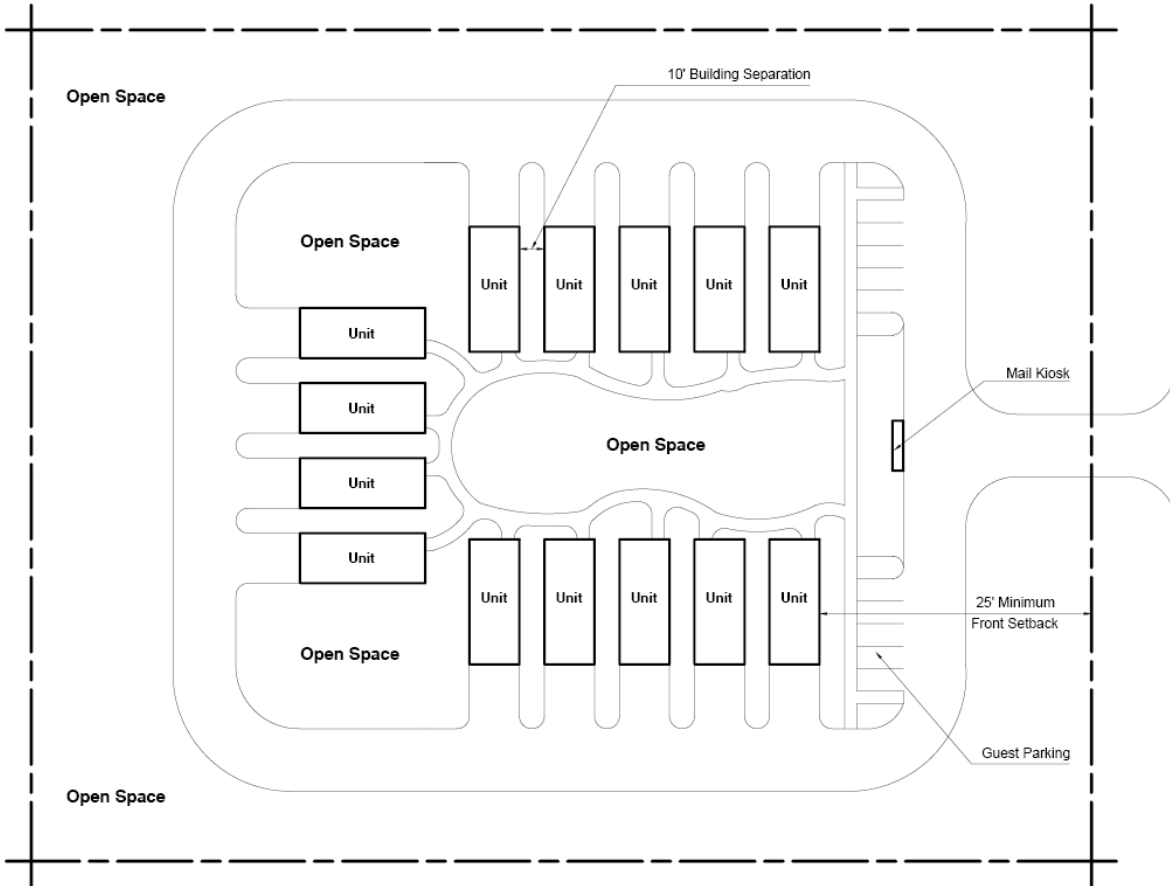 10' Building Separation
Open Space
Open Space
Unit
Unit
Unit
Unit
Unit
Unit
Mail Kiosk
Unit
Open Space
Unit
Unit
Unit
Unit
Unit
Unit
Unit
25' Minimum
Front Setback
Open Space
Guest Parking
Open Space